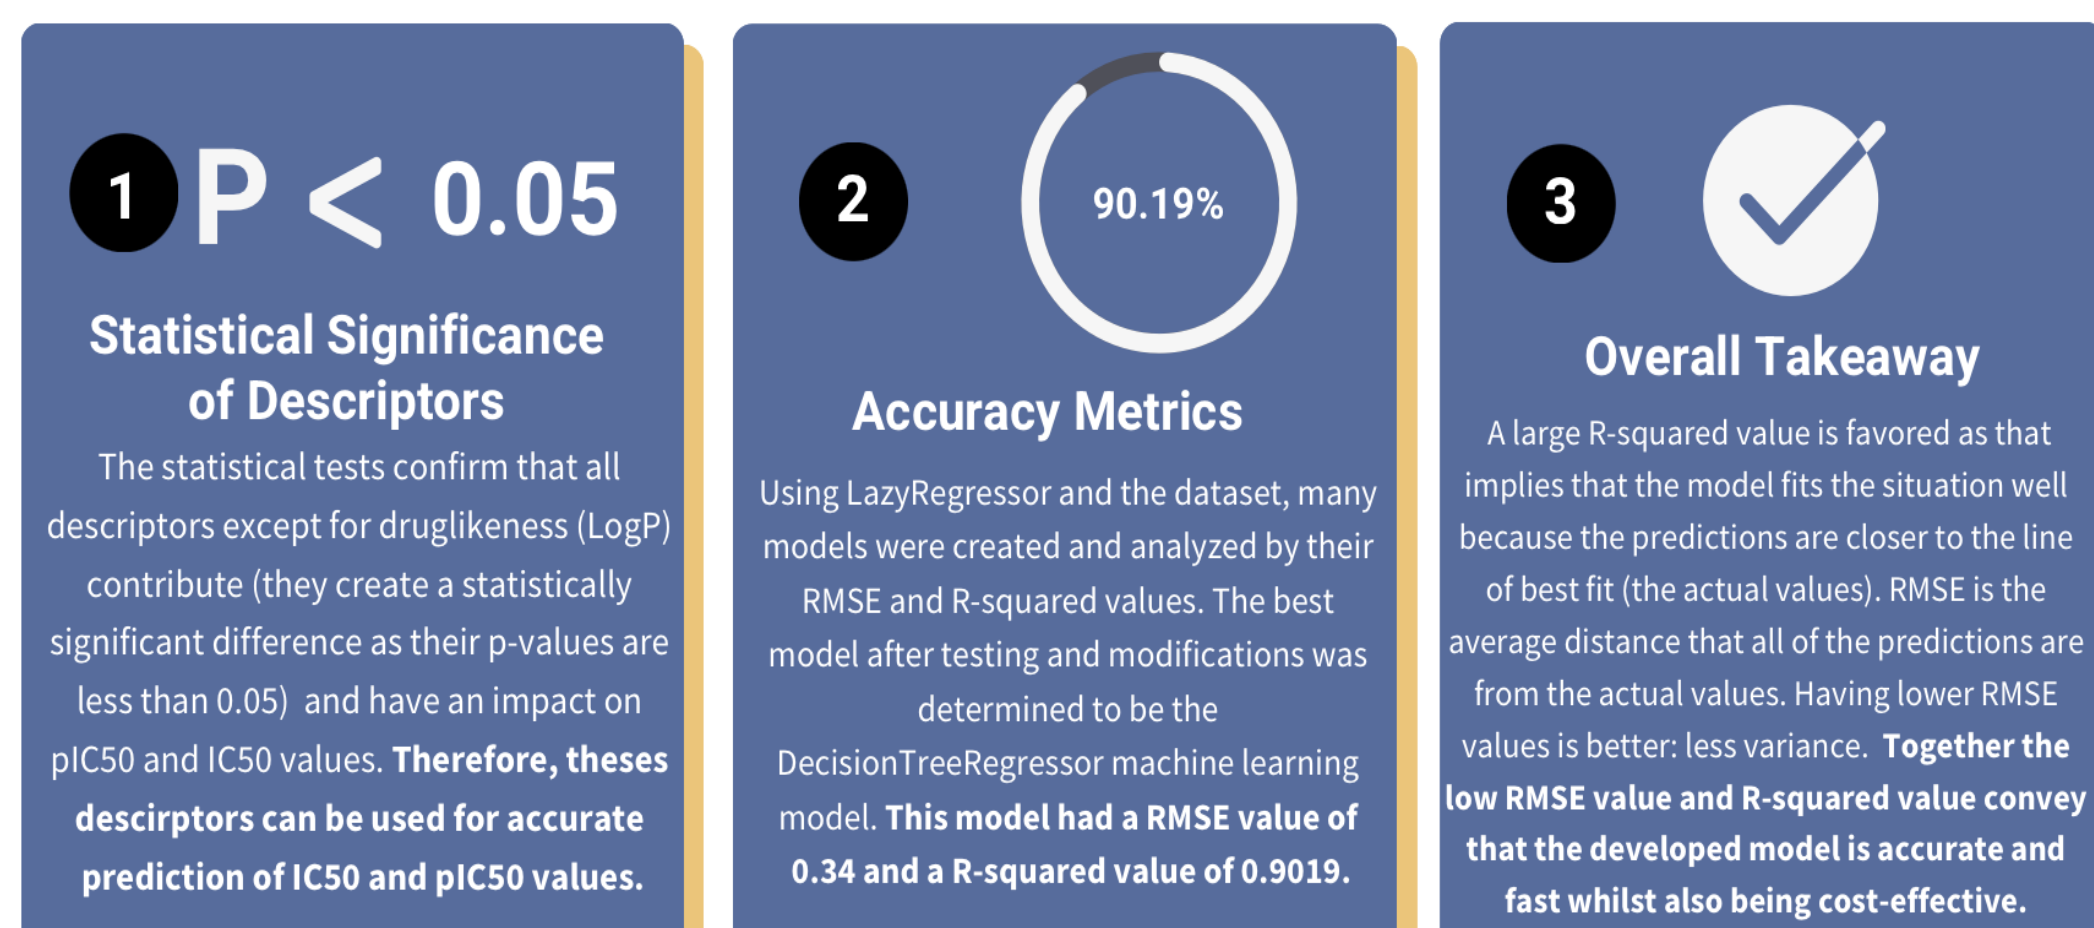 1 P < 0.05
Statistical Significance
of Descriptors
The statistical tests confirm that all
descriptors except for druglikeness (LogP)
contribute (they create a statistically
significant difference as their p-values are
less than 0.05)  and have an impact on
pIC50 and IC50 values. Therefore, theses
descirptors can be used for accurate
prediction of IC50 and pIC50 values.
2
90.19%
Accuracy Metrics
Using LazyRegressor and the dataset, many
models were created and analyzed by their
RMSE and R-squared values. The best
model after testing and modifications was
determined to be the
DecisionTreeRegressor machine learning
model. This model had a RMSE value of
0.34 and a R-squared value of 0.9019.
3
Overall Takeaway
A large R-squared value is favored as that
implies that the model fits the situation well
because the predictions are closer to the line
of best fit (the actual values). RMSE is the
average distance that all of the predictions are
from the actual values. Having lower RMSE
values is better: less variance.  Together the
low RMSE value and R-squared value convey
that the developed model is accurate and
fast whilst also being cost-effective.